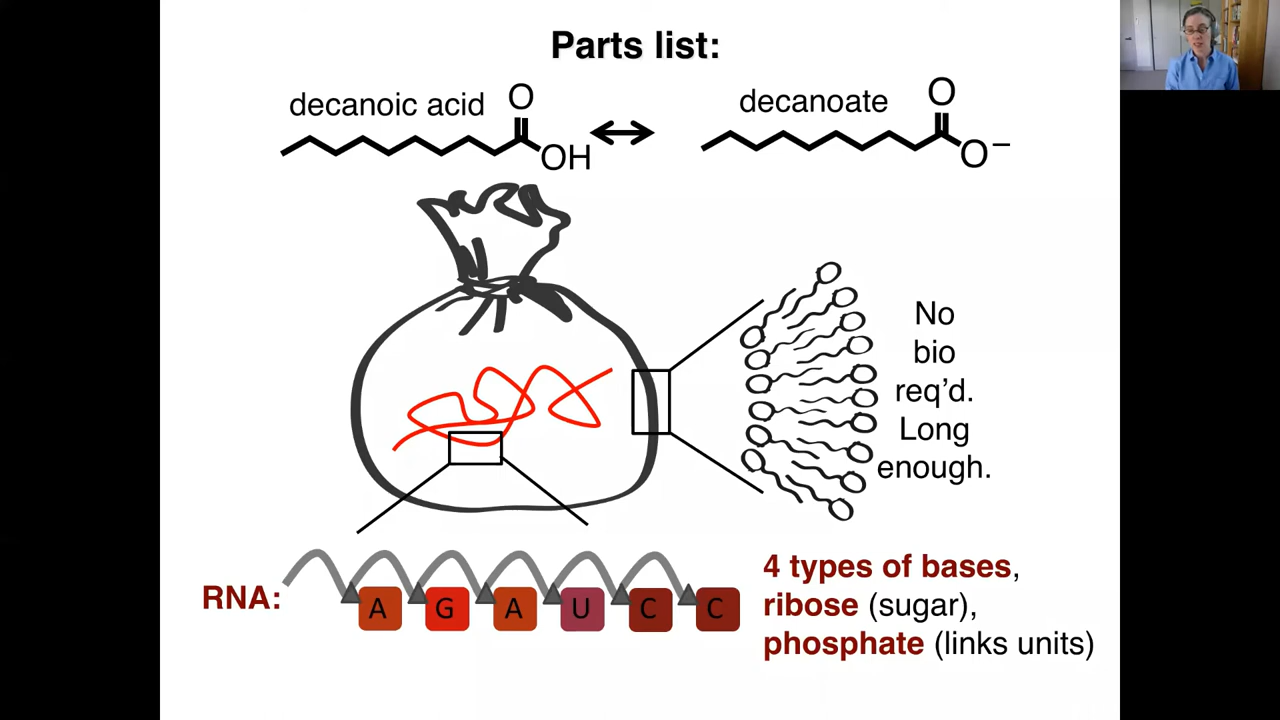 Parts list:
decanoic acid
O
OH
decanoate
O
O–
No
bio
req’d.
Long
enough.
RNA:
A G A U C C
4 types of bases,
ribose (sugar),
phosphate (links units)